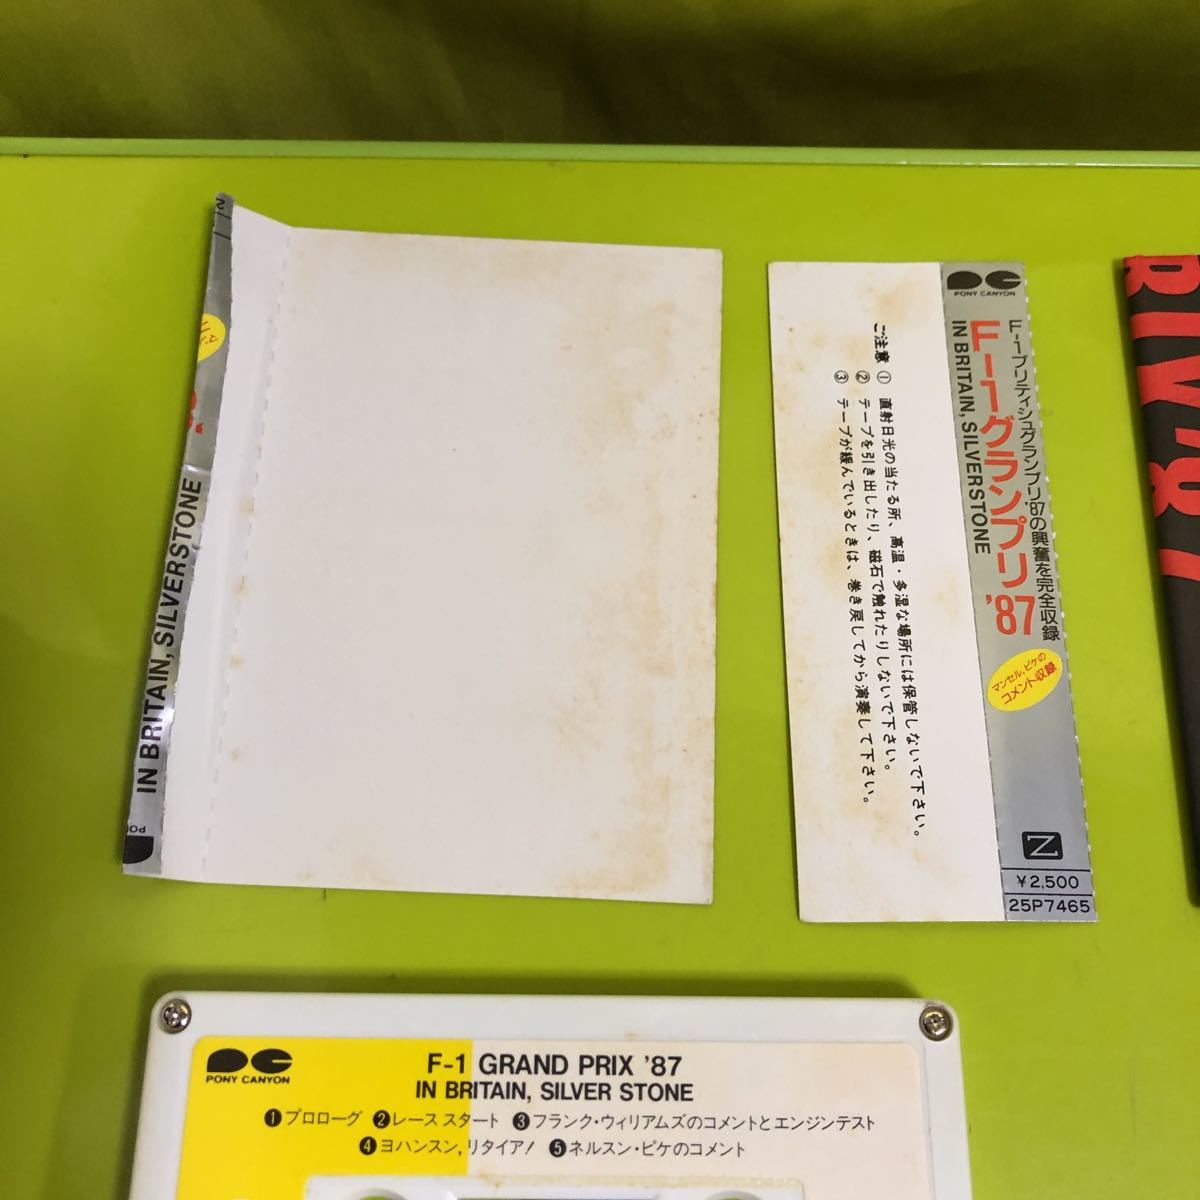 IN BRITAIN, SILVERSTONE
PONY CANYON
F-1ブリティシュグランプリ'87の興奮を完全収録
F-1グランプリ'87
IN BRITAIN, SILVERSTONE
マンセル、ピケの
コメント収録
Z
¥2,500
25P7465
ご注意 ① 直射日光の当たる所、高温・多湿な場所には保管しないで下さい。
② テープを引き出したり、磁石で触れたりしないで下さい。
③ テープが緩んでいるときは、巻き戻してから演奏して下さい。
PONY CANYON
F-1 GRAND PRIX '87
IN BRITAIN, SILVER STONE
❶プロローグ ❷レース スタート ❸フランク・ウィリアムズのコメントとエンジンテスト
❹ヨハンスン,リタイア! ❺ネルスン・ピケのコメント